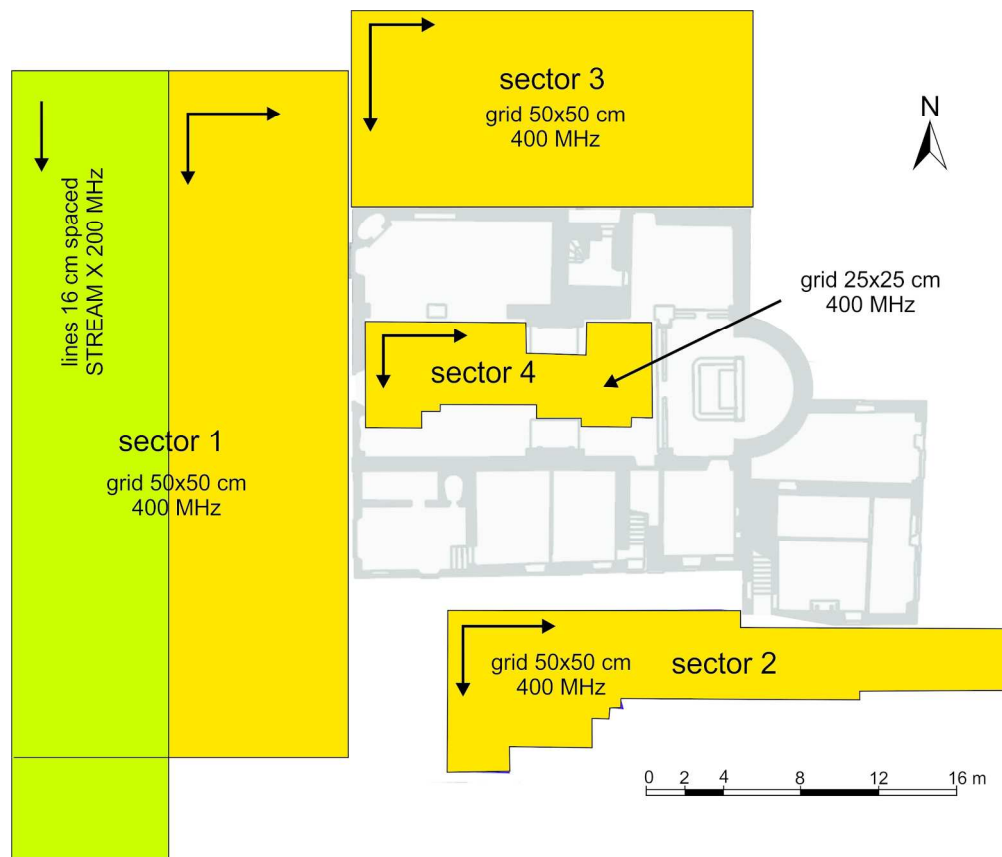 sector 3
grid 50x50 cm
400 MHz
N
lines 16 cm spaced
STREAM X 200 MHz
grid 25x25 cm
400 MHz
sector 4
sector 1
grid 50x50 cm
400 MHz
grid 50x50 cm
400 MHz
sector 2
0 2 4 8 12 16 m